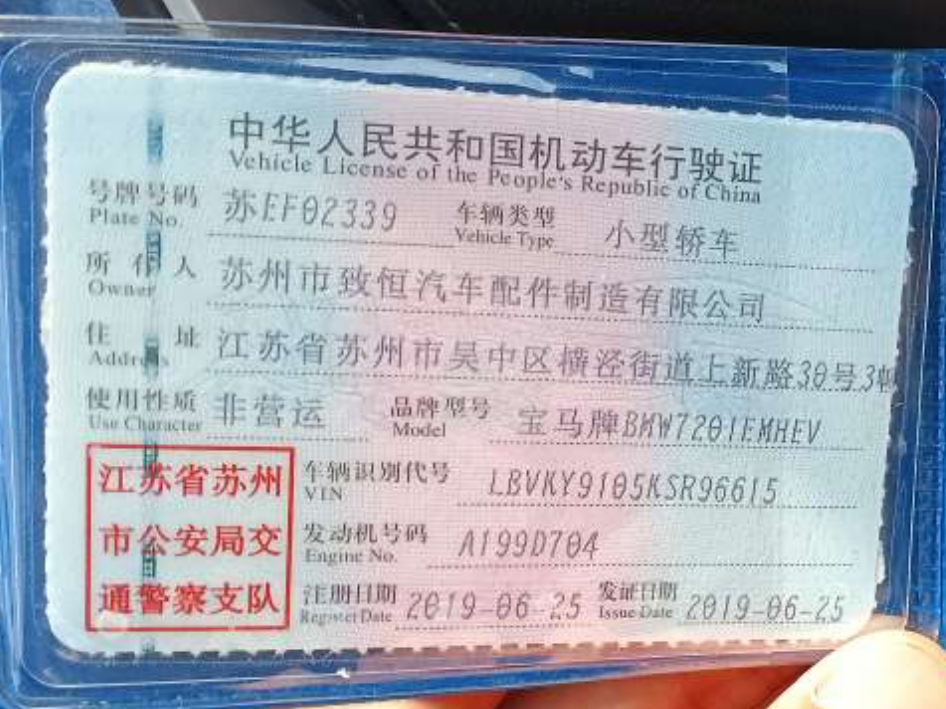 中华人民共和国机动车行驶证
Vehicle License of the People's Republic of China
号牌号码 苏EF02339 车辆类型 小型轿车
Plate No. Vehicle Type
所有人 苏州市致恒汽车配件制造有限公司
Owner
住址 江苏省苏州市吴中区横泾街道上新路30号3幢
Address
使用性质 非营运 品牌型号 宝马牌BMW7201EMHEV
Use Character Model
江苏省苏州 车辆识别代号 LBVKY9105KSR96615
VIN
市公安局交 发动机号码 A199D704
Engine No.
通警察支队 注册日期 2019-06-25 发证日期 2019-06-25
Register Date Issue Date